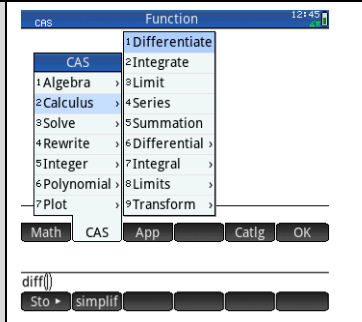 CAS Function 12:45
1 Differentiate
CAS 2 Integrate
1 Algebra › 3 Limit
2 Calculus › 4 Series
3 Solve › 5 Summation
4 Rewrite › 6 Differential ›
5 Integer › 7 Integral ›
6 Polynomial › 8 Limits ›
7 Plot › 9 Transform ›
Math CAS App Catlg OK
diff()
Sto ► simplif